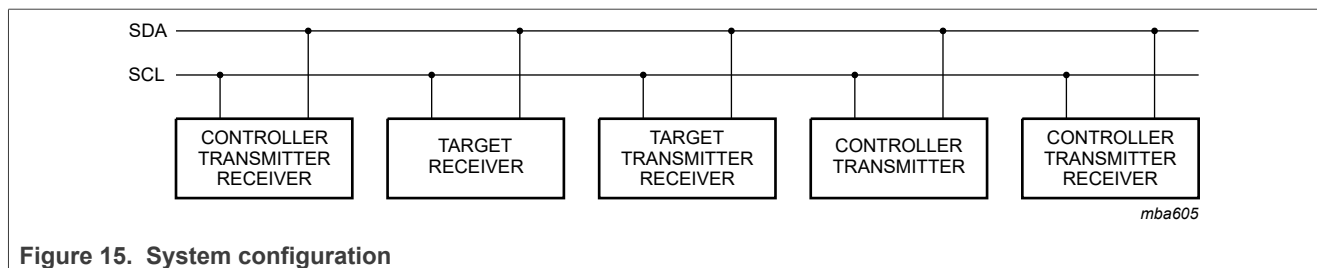 SDA
SCL
CONTROLLER
TRANSMITTER
RECEIVER
TARGET
RECEIVER
TARGET
TRANSMITTER
RECEIVER
CONTROLLER
TRANSMITTER
CONTROLLER
TRANSMITTER
RECEIVER
mba605
Figure 15. System configuration